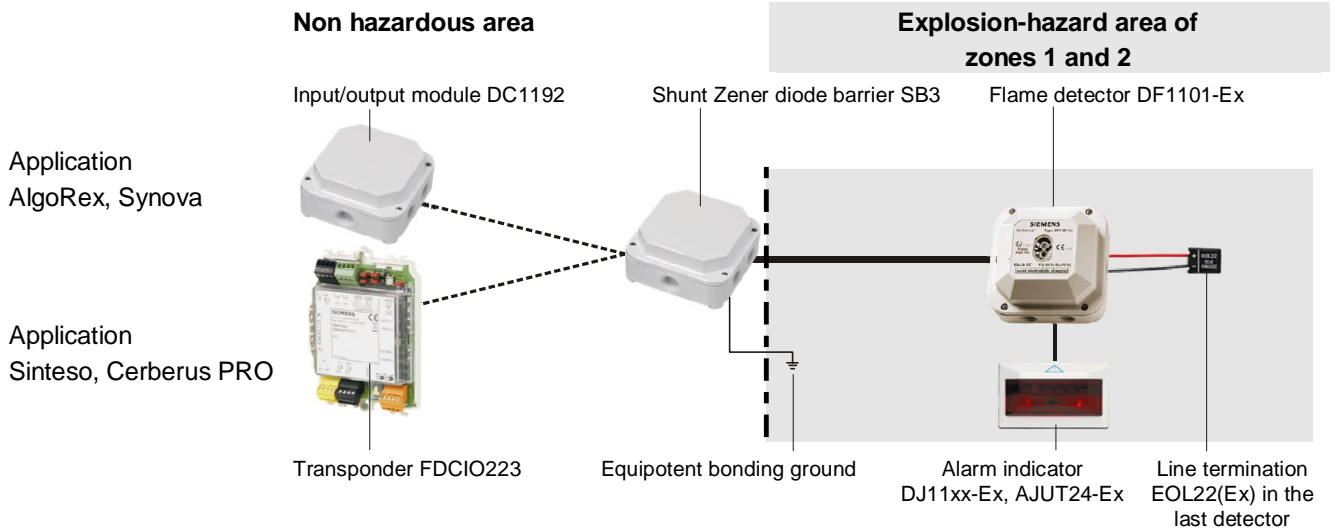 Non hazardous area
Explosion-hazard area of
zones 1 and 2
Input/output module DC1192
Shunt Zener diode barrier SB3
Flame detector DF1101-Ex
Application
AlgoRex, Synova
SIEMENS
EOL22
SIEMENS
Application
Sinteso, Cerberus PRO
Transponder FDCIO223
Equipotent bonding ground
Alarm indicator
DJ11xx-Ex, AJUT24-Ex
Line termination
EOL22(Ex) in the
last detector